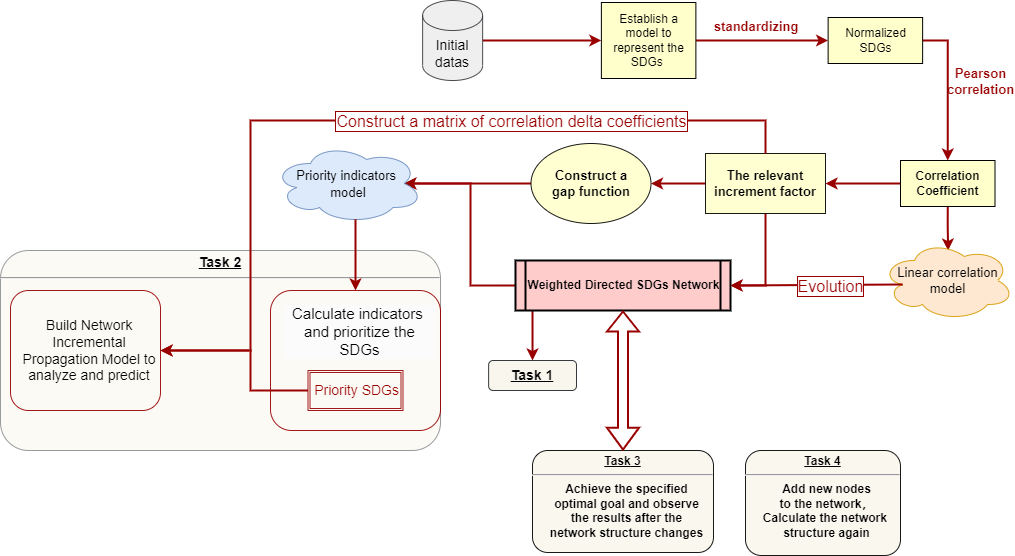 Initial
datas
Establish a
model to
represent the
SDGs
standardizing
Normalized
SDGs
Pearson
correlation
Construct a matrix of correlation delta coefficients
Priority indicators
model
Construct a
gap function
The relevant
increment factor
Correlation
Coefficient
Task 2
Weighted Directed SDGs Network
Evolution
Linear correlation
model
Build Network
Incremental
Propagation Model to
analyze and predict
Calculate indicators
and prioritize the
SDGs
Priority SDGs
Task 1
Task 3
Achieve the specified
optimal goal and observe
the results after the
network structure changes
Task 4
Add new nodes
to the network,
Calculate the network
structure again